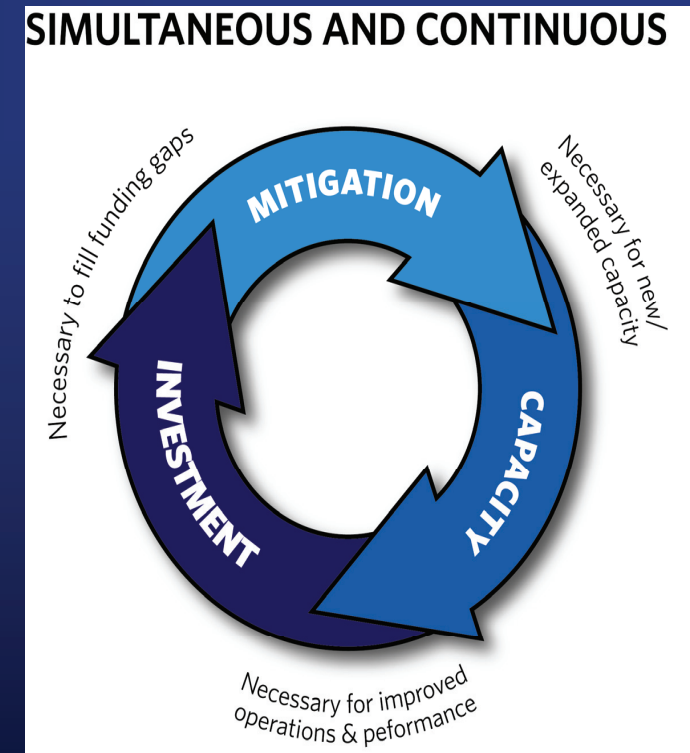 SIMULTANEOUS AND CONTINUOUS
Necessary to fill funding gaps
MITIGATION
Necessary for new/
expanded capacity
CAPACITY
INVESTMENT
Necessary for improved
operations & peformance